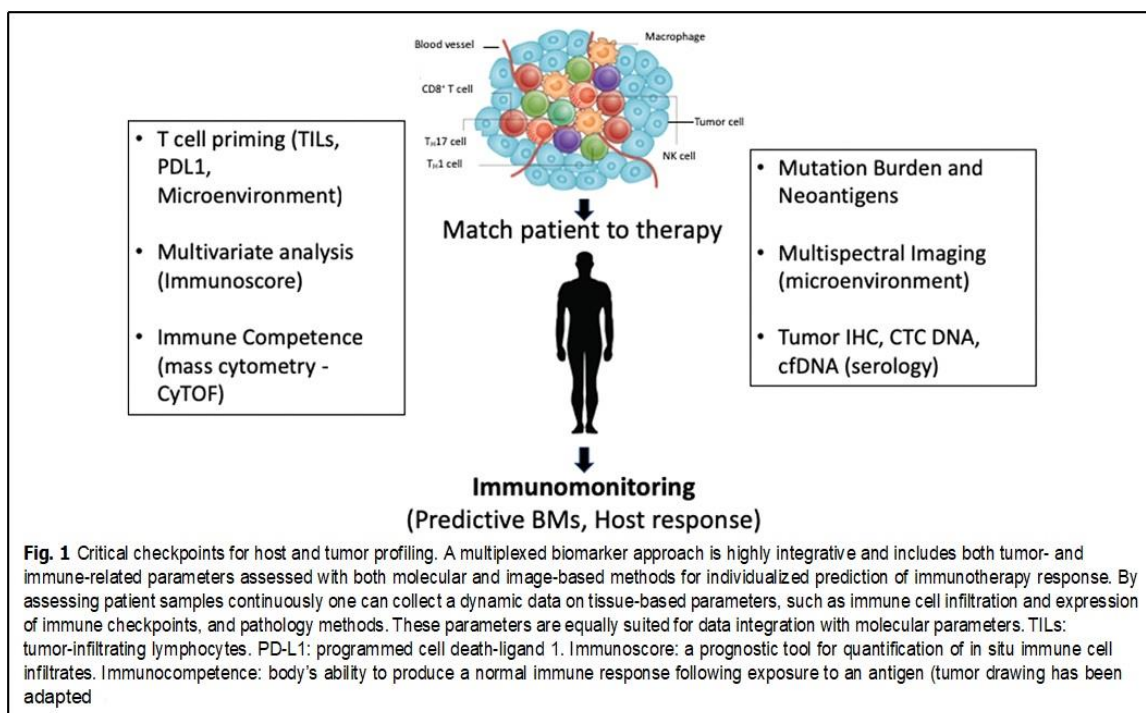 Macrophage
Blood vessel
CD8⁺ T cell
Tumor cell
Tₕ17 cell
NK cell
Tₕ1 cell
• T cell priming (TILs,
PDL1,
Microenvironment)
• Multivariate analysis
(Immunoscore)
• Immune Competence
(mass cytometry -
CyTOF)
Match patient to therapy
• Mutation Burden and
Neoantigens
• Multispectral Imaging
(microenvironment)
• Tumor IHC, CTC DNA,
cfDNA (serology)
Immunomonitoring
(Predictive BMs, Host response)
Fig. 1 Critical checkpoints for host and tumor profiling. A multiplexed biomarker approach is highly integrative and includes both tumor- and
immune-related parameters assessed with both molecular and image-based methods for individualized prediction of immunotherapy response. By
assessing patient samples continuously one can collect a dynamic data on tissue-based parameters, such as immune cell infiltration and expression
of immune checkpoints, and pathology methods. These parameters are equally suited for data integration with molecular parameters. TILs:
tumor-infiltrating lymphocytes. PD-L1: programmed cell death-ligand 1. Immunoscore: a prognostic tool for quantification of in situ immune cell
infiltrates. Immunocompetence: body's ability to produce a normal immune response following exposure to an antigen (tumor drawing has been
adapted